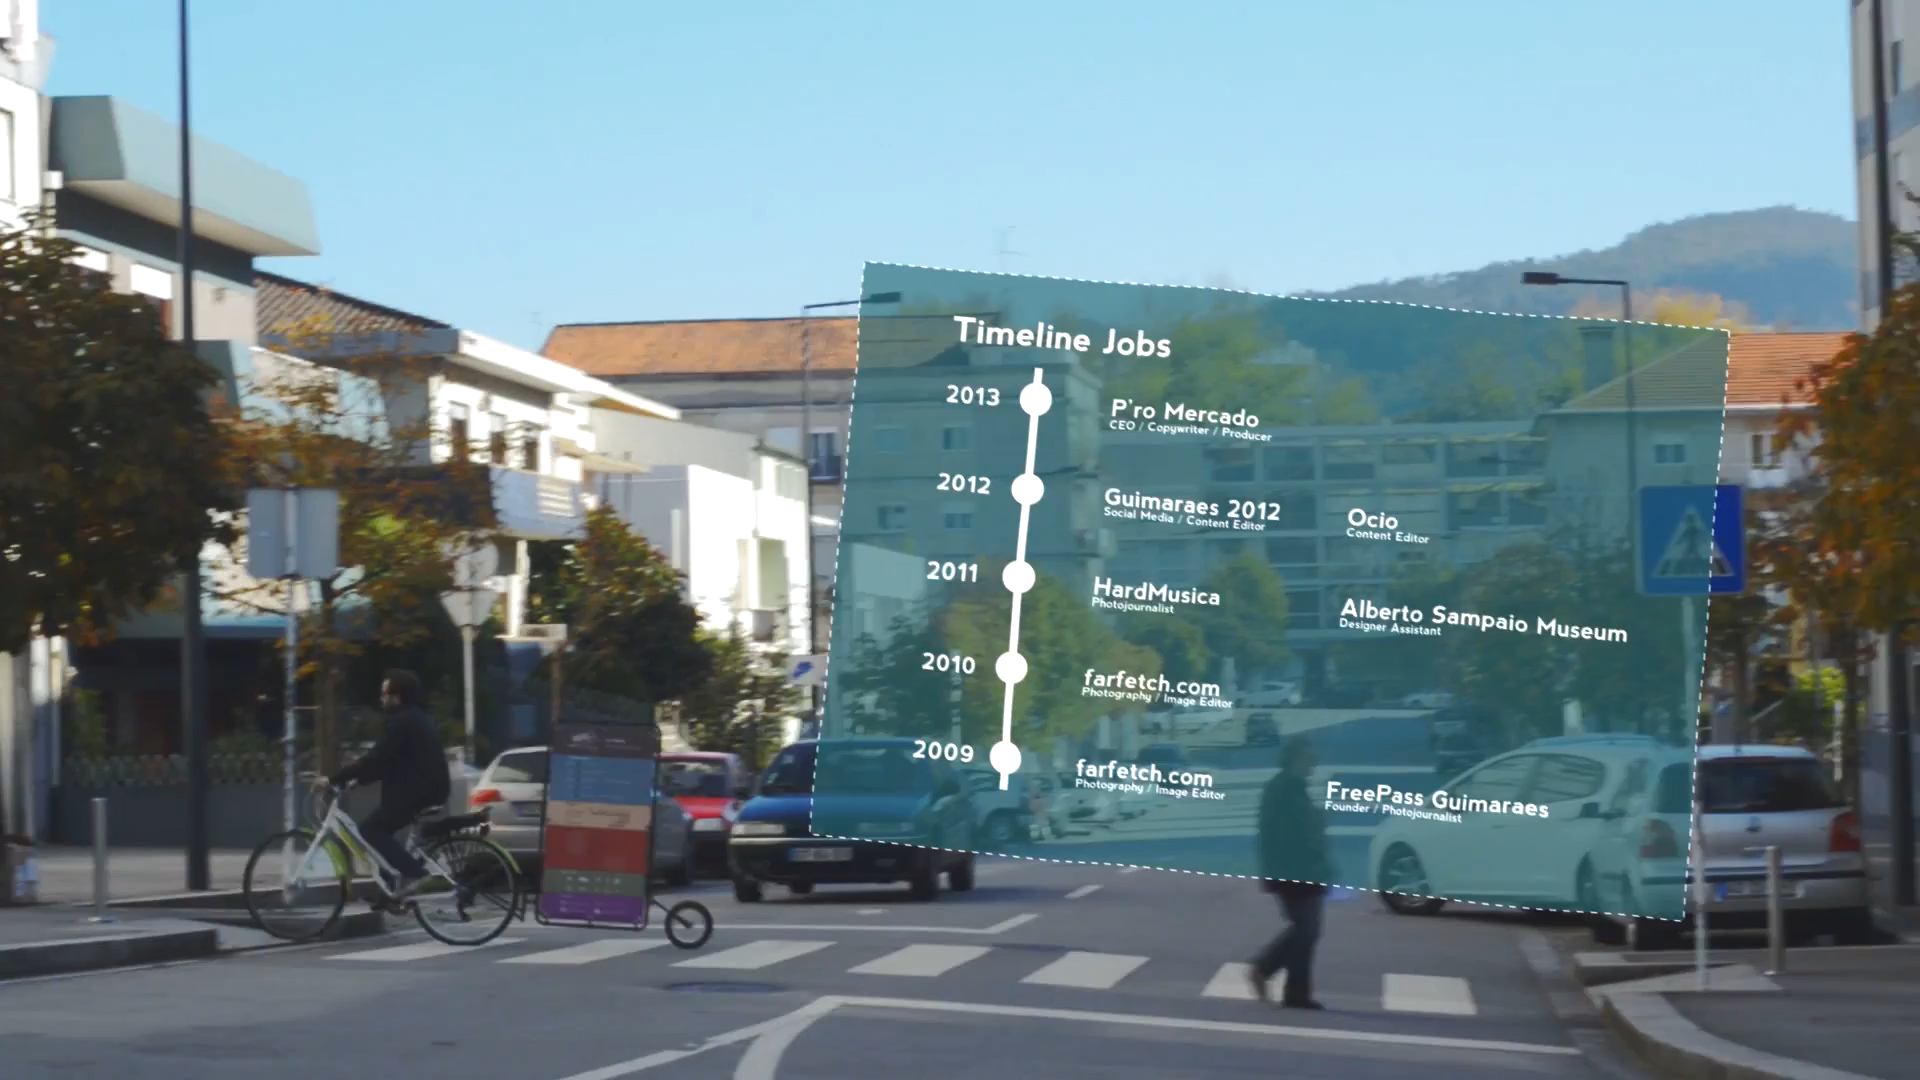 Timeline Jobs
2013
P'ro Mercado
CEO / Copywriter / Producer
2012
Guimaraes 2012
Social Media / Content Editor
Ocio
Content Editor
2011
HardMusica
Photojournalist
Alberto Sampaio Museum
Designer Assistant
2010
farfetch.com
Photography / Image Editor
2009
farfetch.com
Photography / Image Editor
FreePass Guimaraes
Founder / Photojournalist